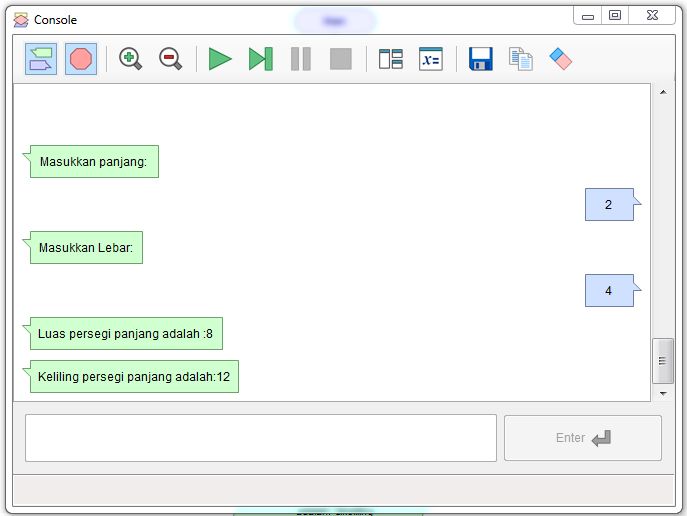 Console
x=
Masukkan panjang:
2
Masukkan Lebar:
4
Luas persegi panjang adalah :8
Keliling persegi panjang adalah:12
Enter